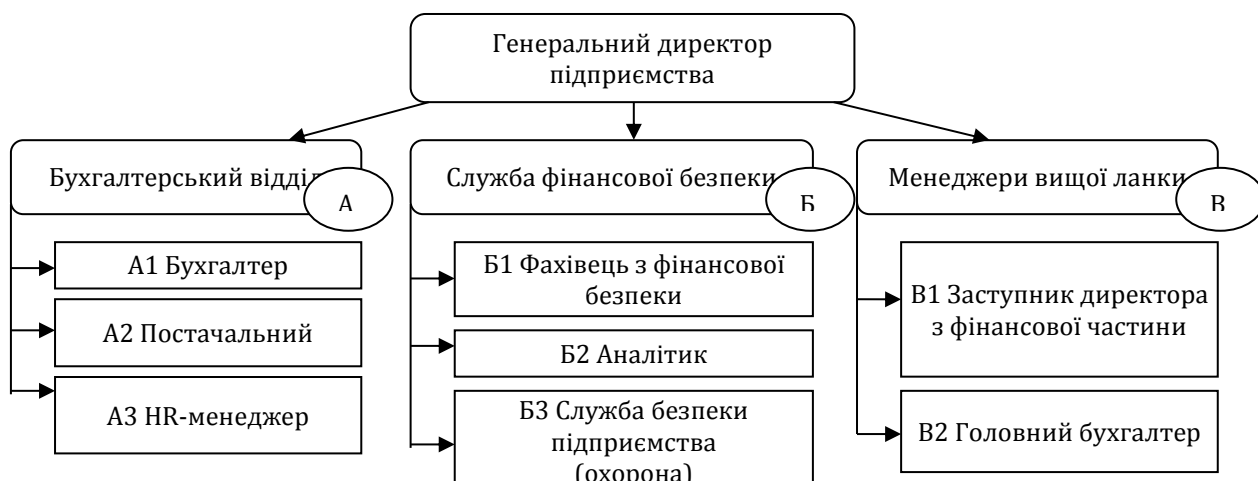 Генеральний директор
підприємства
Бухгалтерський відділ
А
Служба фінансової безпеки
Б
Менеджери вищої ланки
В
А1 Бухгалтер
А2 Постачальний
А3 HR-менеджер
Б1 Фахівець з фінансової
безпеки
Б2 Аналітик
Б3 Служба безпеки
підприємства
(охорона)
В1 Заступник директора
з фінансової частини
В2 Головний бухгалтер